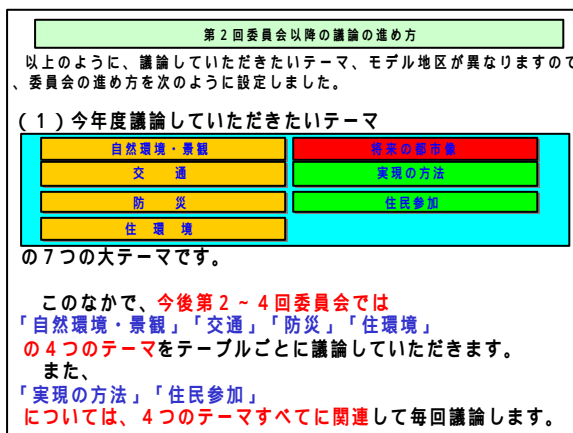 第２回委員会以降の議論の進め方
以上のように、議論していただきたいテーマ、モデル地区が異なりますので
、委員会の進め方を次のように設定しました。
(１)今年度議論していただきたいテーマ
自然環境・景観 将来の都市像
交　通 実現の方法
防　災 住民参加
住　環　境
の７つの大テーマです。
このなかで、今後第２～４回委員会では
「自然環境・景観」「交通」「防災」「住環境」
の４つのテーマをテーブルごとに議論していただきます。
また、
「実現の方法」「住民参加」
については、４つのテーマすべてに関連して毎回議論します。